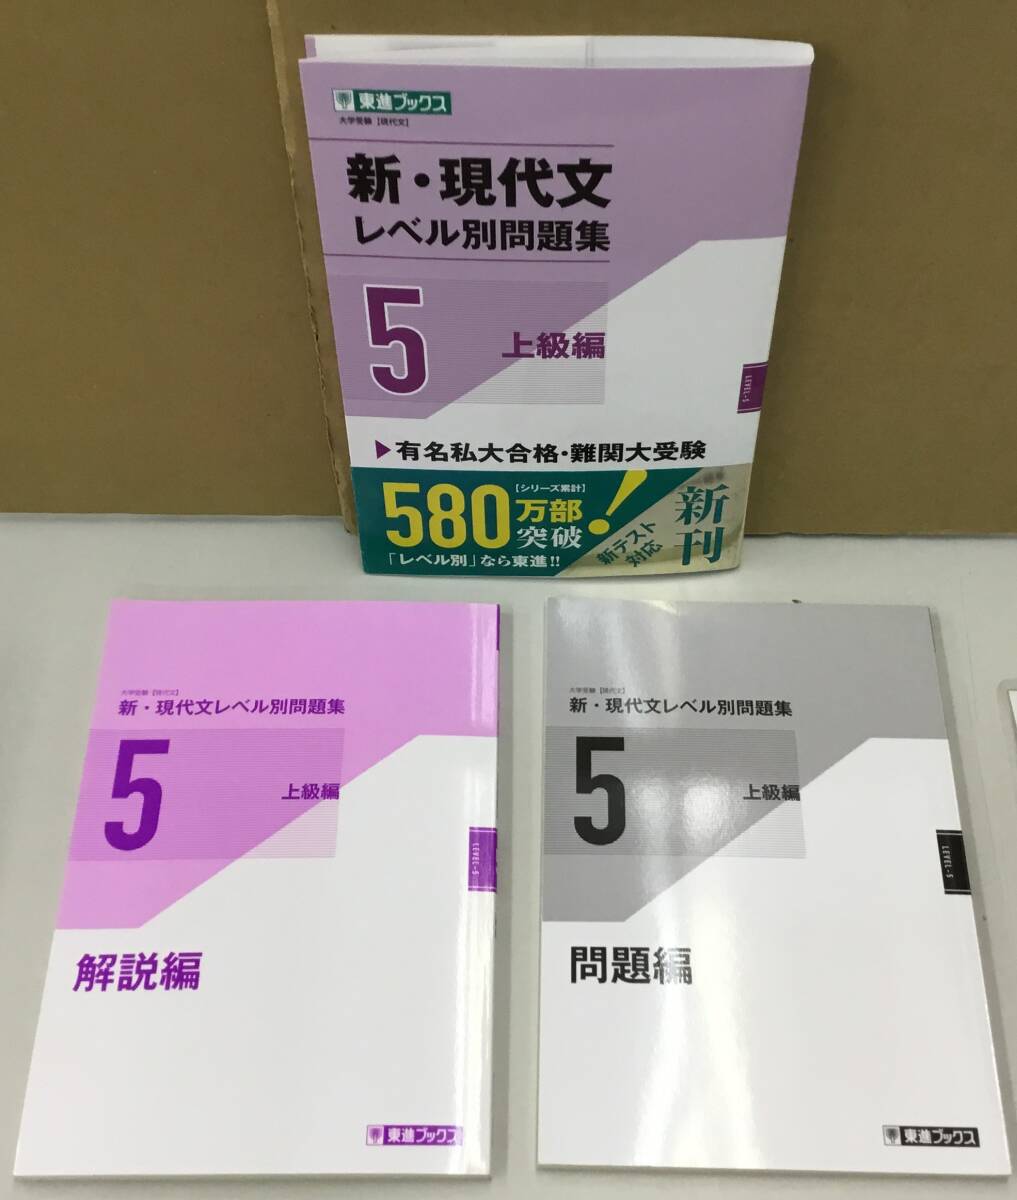 東進ブックス
大学受験【現代文】
新・現代文
レベル別問題集
5 上級編
LEVEL-5
▶有名私大合格・難関大受験
【シリーズ累計】
580万部突破!
「レベル別」なら東進!!
新テスト
対応
新刊
大学受験【現代文】
新・現代文レベル別問題集
5 上級編
LEVEL-5
解説編
東進ブックス
大学受験【現代文】
新・現代文レベル別問題集
5 上級編
LEVEL-5
問題編
東進ブックス